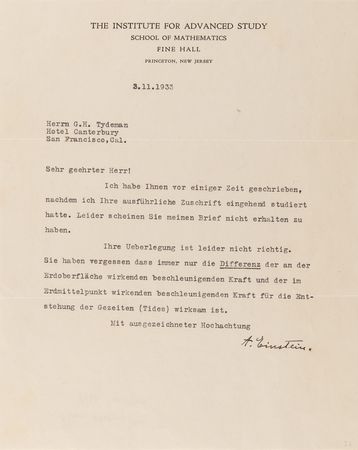 THE INSTITUTE FOR ADVANCED STUDY
SCHOOL OF MATHEMATICS
FINE HALL
PRINCETON, NEW JERSEY
3.11.1933
Herrn G.H. Tydeman
Hotel Canterbury
San Francisco,Cal.
Sehr geehrter Herr!
Ich habe Ihnen vor einiger Zeit geschrieben,
nachdem ich Ihre ausführliche Zuschrift eingehend studiert
hatte. Leider scheinen Sie meinen Brief nicht erhalten zu
haben.
Ihre Ueberlegung ist leider nicht richtig.
Sie haben vergessen dass immer nur die Differenz der an der
Erdoberfläche wirkenden beschleunigenden Kraft und der im
Erdmittelpunkt wirkenden beschleunigenden Kraft für die Ent-
stehung der Gezeiten (Tides) wirksam ist.
Mit ausgezeichneter Hochachtung
A. Einstein.